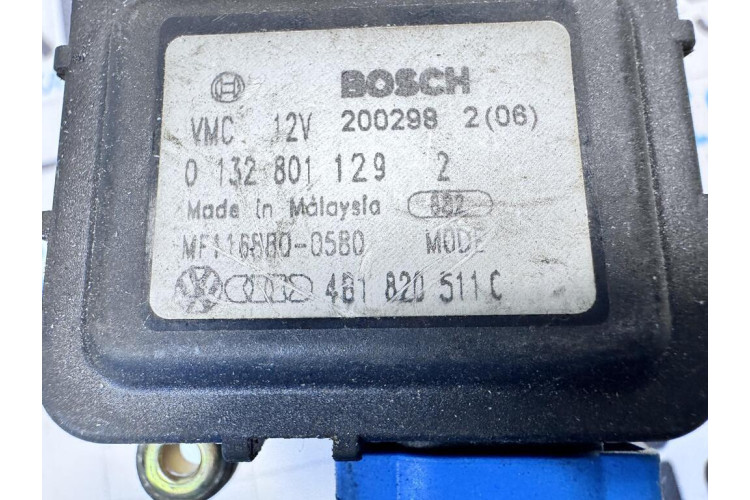 BOSCH
VMC 12V 200298 2(06)
0 132 801 129 2
Made in Malaysia 882
MF116880-0580 MODE
4B1 820 511 C